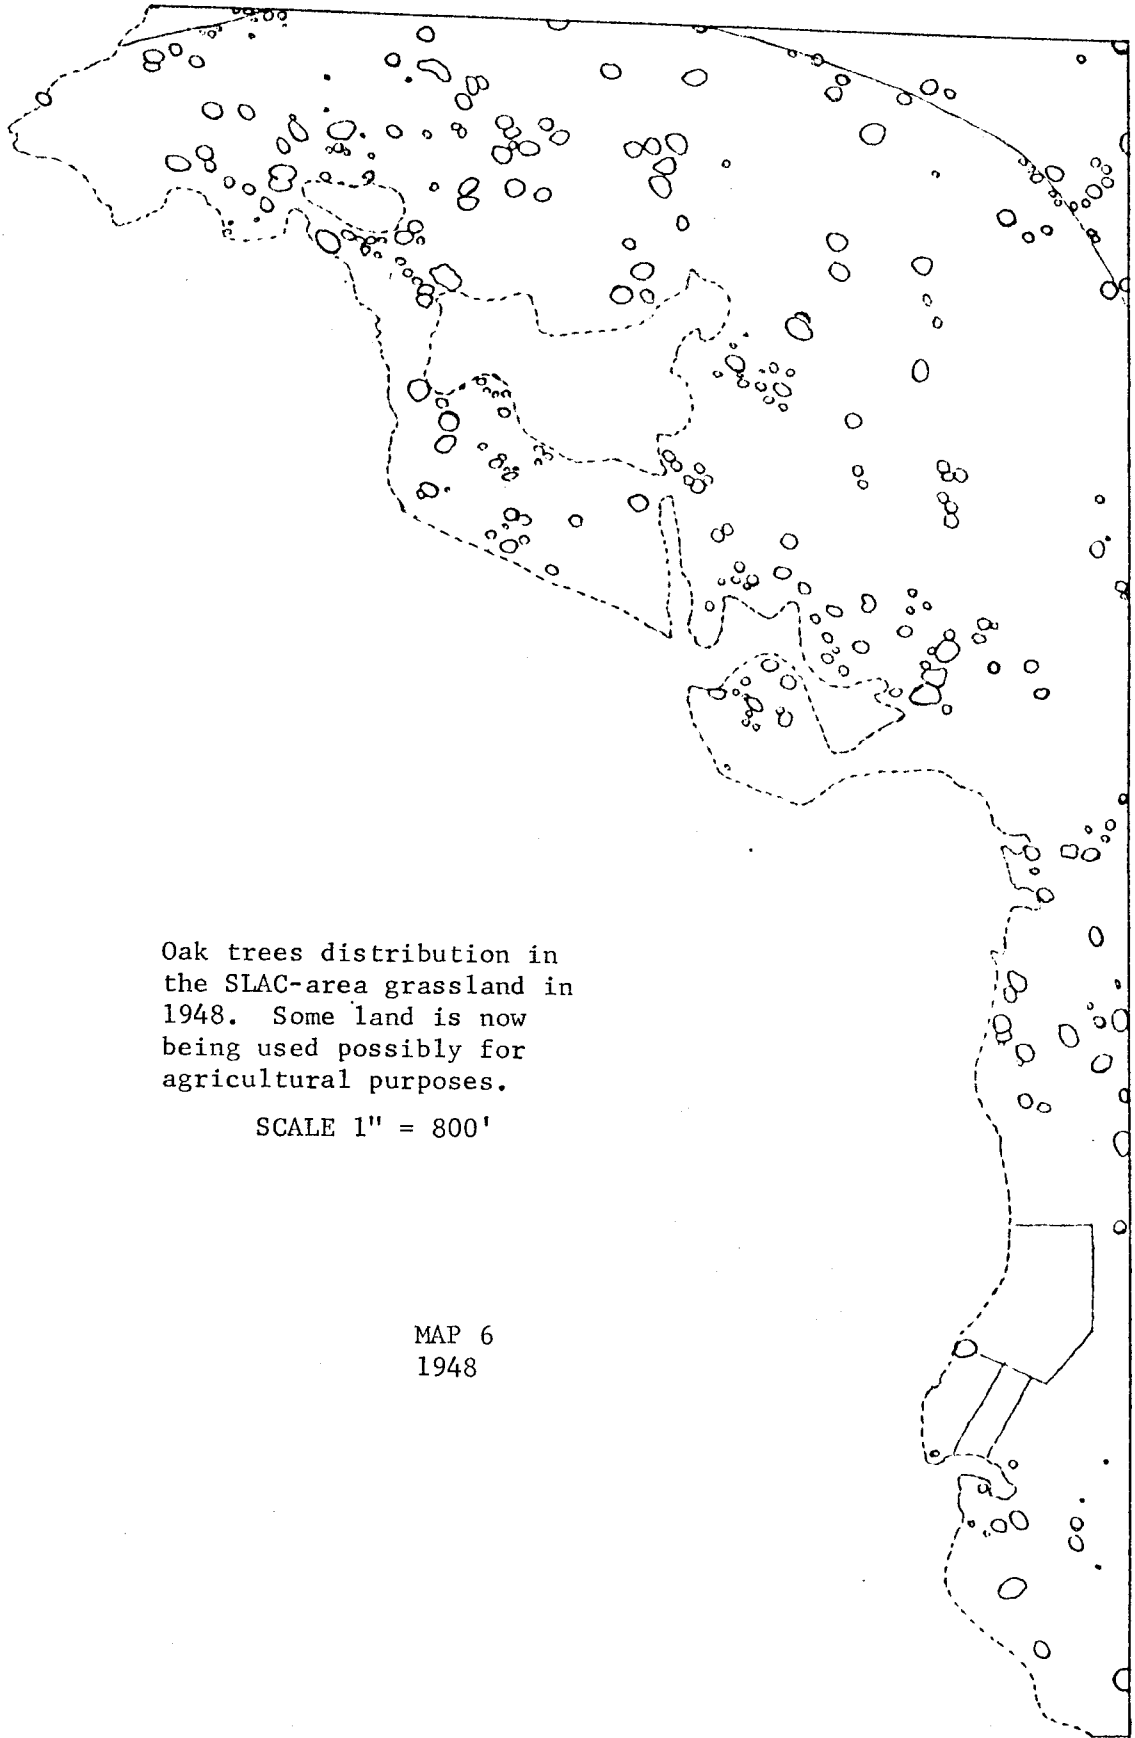 Oak trees distribution in
the SLAC-area grassland in
1948. Some land is now
being used possibly for
agricultural purposes.
SCALE 1" = 800'
MAP 6
1948